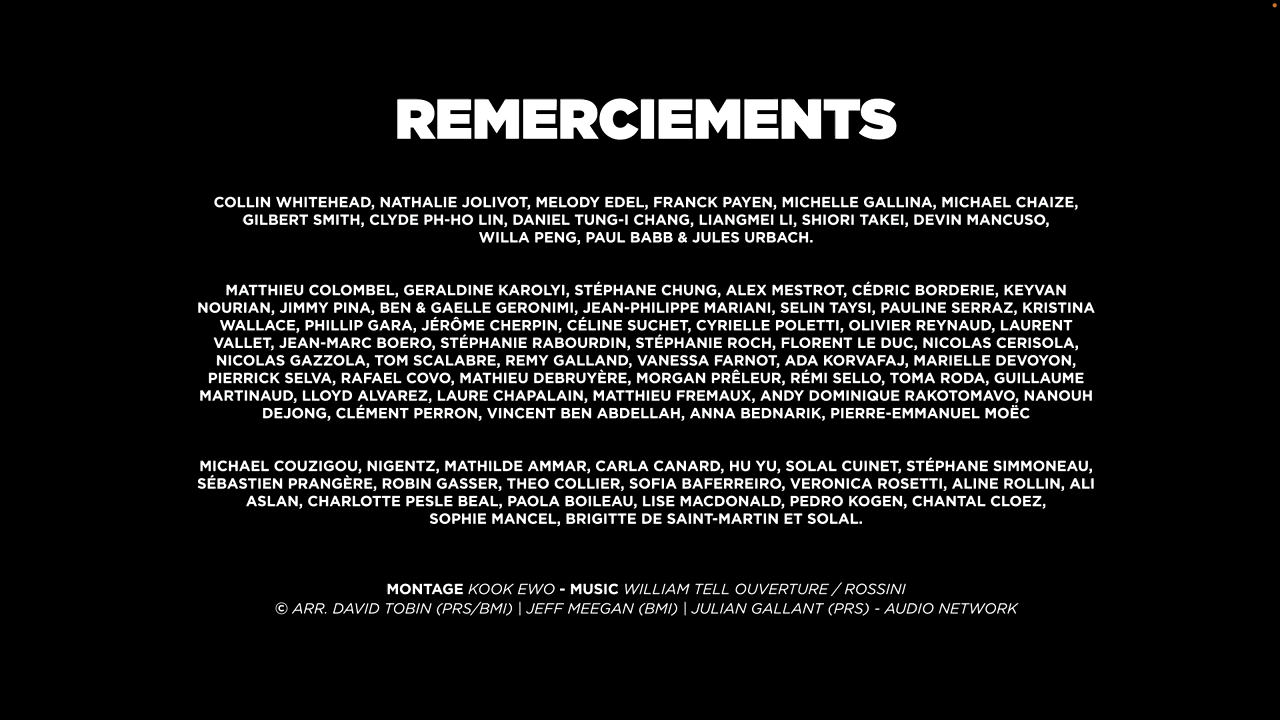 REMERCIEMENTS
COLLIN WHITEHEAD, NATHALIE JOLIVOT, MELODY EDEL, FRANCK PAYEN, MICHELLE GALLINA, MICHAEL CHAIZE,
GILBERT SMITH, CLYDE PH-HO LIN, DANIEL TUNG-I CHANG, LIANGMEI LI, SHIORI TAKEI, DEVIN MANCUSO,
WILLA PENG, PAUL BABB & JULES URBACH.
MATTHIEU COLOMBEL, GERALDINE KAROLYI, STÉPHANE CHUNG, ALEX MESTROT, CÉDRIC BORDERIE, KEYVAN
NOURIAN, JIMMY PINA, BEN & GAELLE GERONIMI, JEAN-PHILIPPE MARIANI, SELIN TAYSI, PAULINE SERRAZ, KRISTINA
WALLACE, PHILLIP GARA, JÉRÔME CHERPIN, CÉLINE SUCHET, CYRIELLE POLETTI, OLIVIER REYNAUD, LAURENT
VALLET, JEAN-MARC BOERO, STÉPHANIE RABOURDIN, STÉPHANIE ROCH, FLORENT LE DUC, NICOLAS CERISOLA,
NICOLAS GAZZOLA, TOM SCALABRE, REMY GALLAND, VANESSA FARNOT, ADA KORVAFAJ, MARIELLE DEVOYON,
PIERRICK SELVA, RAFAEL COVO, MATHIEU DEBRUYÈRE, MORGAN PRÊLEUR, RÉMI SELLO, TOMA RODA, GUILLAUME
MARTINAUD, LLOYD ALVAREZ, LAURE CHAPALAIN, MATTHIEU FREMAUX, ANDY DOMINIQUE RAKOTOMAVO, NANOUH
DEJONG, CLÉMENT PERRON, VINCENT BEN ABDELLAH, ANNA BEDNARIK, PIERRE-EMMANUEL MOËC
MICHAEL COUZIGOU, NIGENTZ, MATHILDE AMMAR, CARLA CANARD, HU YU, SOLAL CUINET, STÉPHANE SIMMONEAU,
SÉBASTIEN PRANGÈRE, ROBIN GASSER, THEO COLLIER, SOFIA BAFERREIRO, VERONICA ROSETTI, ALINE ROLLIN, ALI
ASLAN, CHARLOTTE PESLE BEAL, PAOLA BOILEAU, LISE MACDONALD, PEDRO KOGEN, CHANTAL CLOEZ,
SOPHIE MANCEL, BRIGITTE DE SAINT-MARTIN ET SOLAL.
MONTAGE KOOK EWO - MUSIC WILLIAM TELL OUVERTURE / ROSSINI
© ARR. DAVID TOBIN (PRS/BMI) | JEFF MEEGAN (BMI) | JULIAN GALLANT (PRS) - AUDIO NETWORK